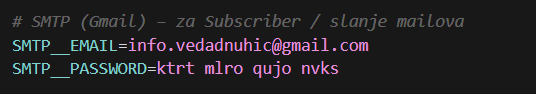 # SMTP (Gmail) – za Subscriber / slanje mailova
SMTP__EMAIL=info.vedadnuhic@gmail.com
SMTP__PASSWORD=ktrt mlro qujo nvks